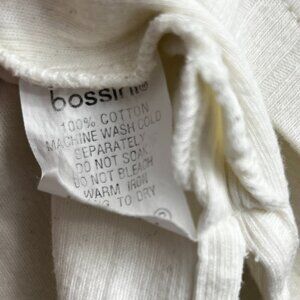 bossini®
100% COTTON
MACHINE WASH COLD
SEPARATELY
DO NOT SOAK
DO NOT BLEACH
WARM IRON
TO DRY